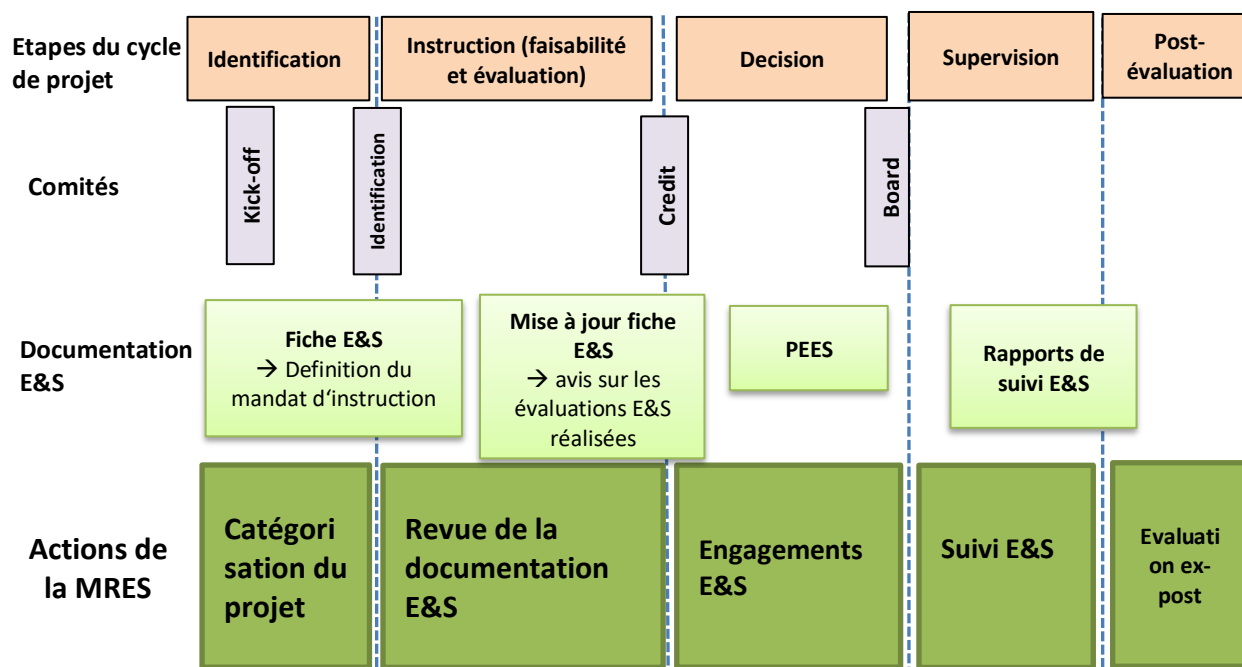 Etapes du cycle
de projet
Identification
Instruction (faisabilité
et évaluation)
Decision
Supervision
Post-
évaluation
Comités
Kick-off
Identification
Credit
Board
Documentation
E&S
Fiche E&S
→ Definition du
mandat d‘instruction
Mise à jour fiche
E&S
→ avis sur les
évaluations E&S
réalisées
PEES
Rapports de
suivi E&S
Actions de
la MRES
Catégori
sation du
projet
Revue de la
documentation
E&S
Engagements
E&S
Suivi E&S
Evaluati
on ex-
post